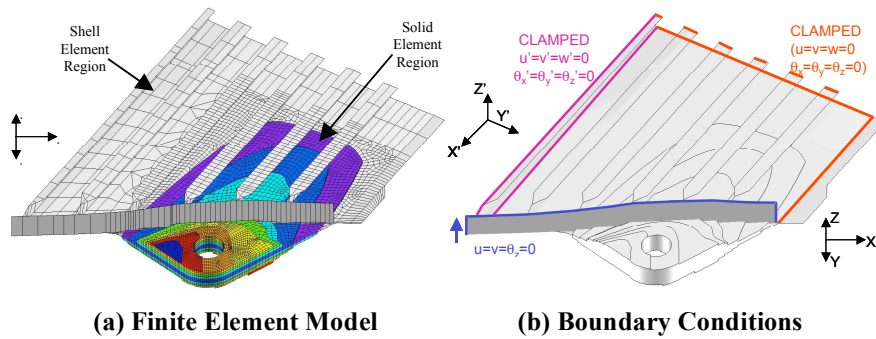 Shell
Element
Region
Solid
Element
Region
(a) Finite Element Model
CLAMPED
u'=v'=w'=0
θx'=θy'=θz'=0
CLAMPED
(u=v=w=0
θx=θy=θz=0)
Z'
Y'
X'
u=v=θz=0
Z
X
Y
(b) Boundary Conditions